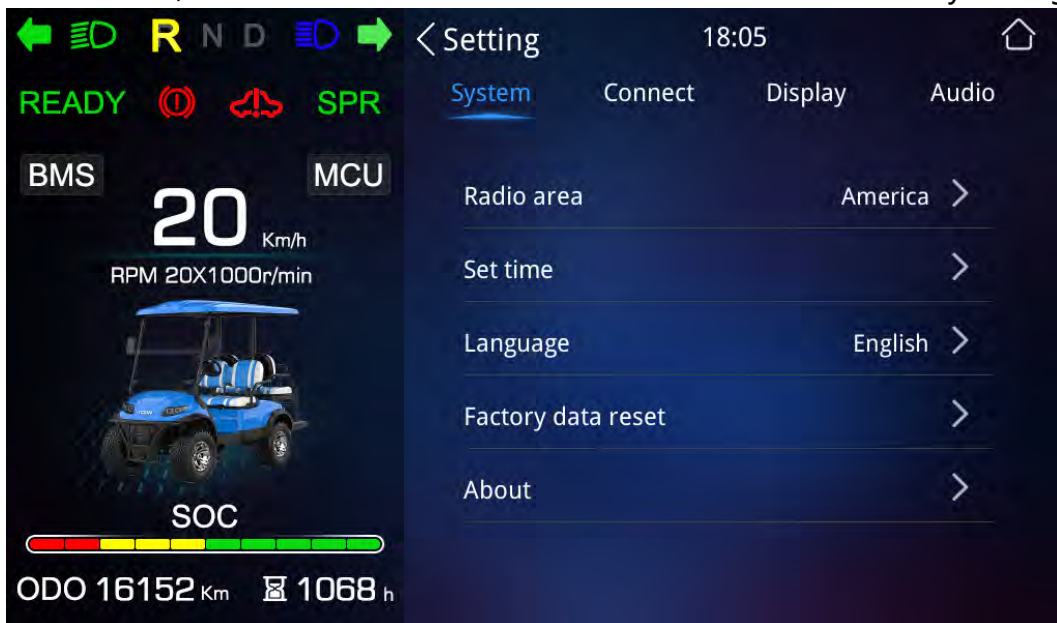 R N D
READY SPR
BMS MCU
20 Km/h
RPM 20X1000r/min
SOC
ODO 16152 Km 1068 h
Setting 18:05
System Connect Display Audio
Radio area America
Set time
Language English
Factory data reset
About